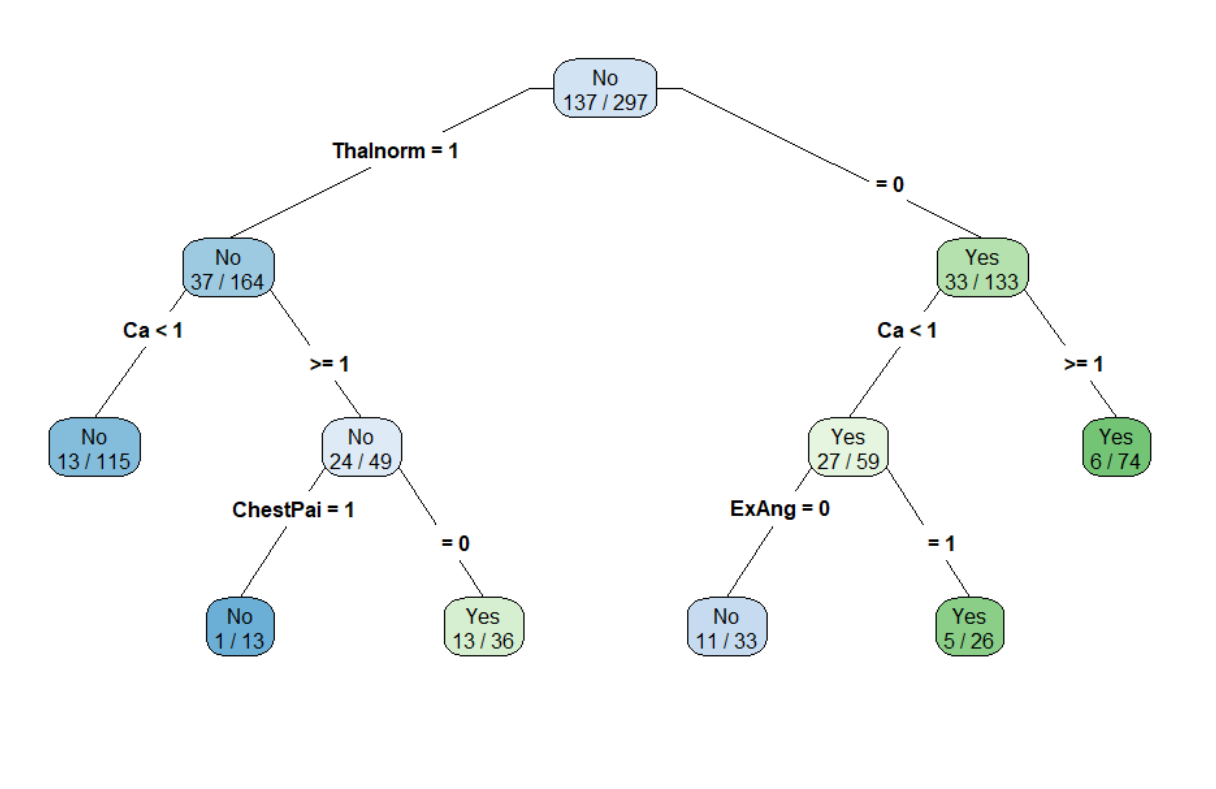 No
137 / 297
Thalnorm = 1
= 0
No
37 / 164
Yes
33 / 133
Ca < 1
>= 1
Ca < 1
>= 1
No
13 / 115
No
24 / 49
Yes
27 / 59
Yes
6 / 74
ChestPai = 1
= 0
ExAng = 0
= 1
No
1 / 13
Yes
13 / 36
No
11 / 33
Yes
5 / 26